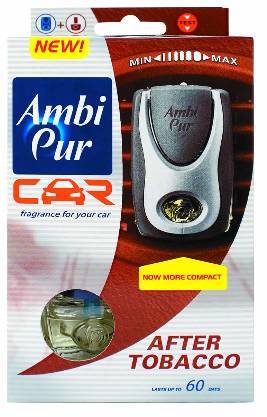 NEW!
TEST
MIN MAX
Ambi
Pur
CAR
fragrance for your car
Ambi
Pur
NOW MORE COMPACT
AFTER
TOBACCO
LASTS UP TO 60 DAYS